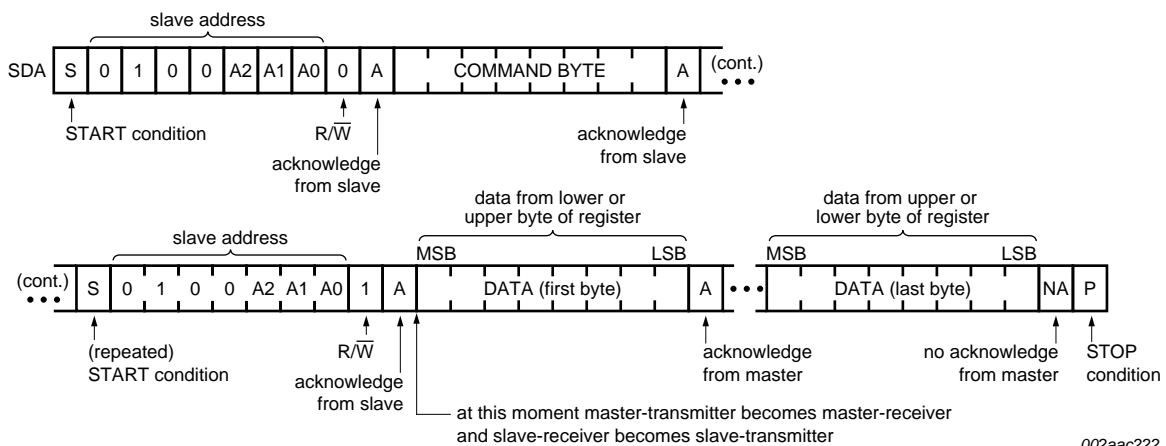 slave address
SDA S 0 1 0 0 A2 A1 A0 0 A COMMAND BYTE A (cont.)
START condition R/W̅ acknowledge from slave acknowledge from slave
data from lower or upper byte of register data from upper or lower byte of register
slave address MSB LSB MSB LSB
(cont.) S 0 1 0 0 A2 A1 A0 1 A DATA (first byte) A DATA (last byte) NA P
(repeated) START condition R/W̅ acknowledge from slave acknowledge from master no acknowledge from master STOP condition
at this moment master-transmitter becomes master-receiver
and slave-receiver becomes slave-transmitter
002aac222